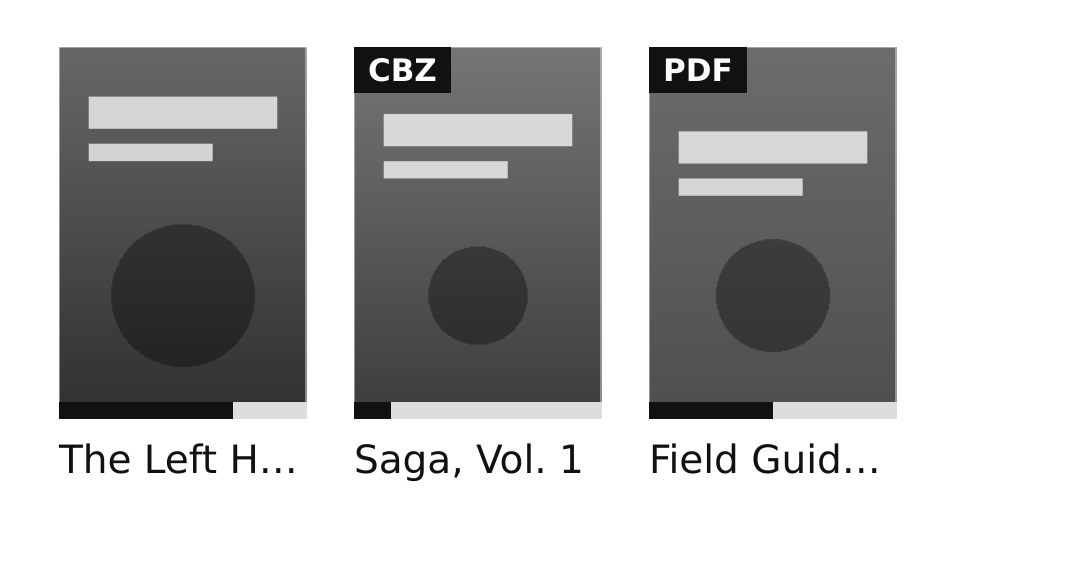 CBZ
PDF
The Left H...
Saga, Vol. 1
Field Guid...